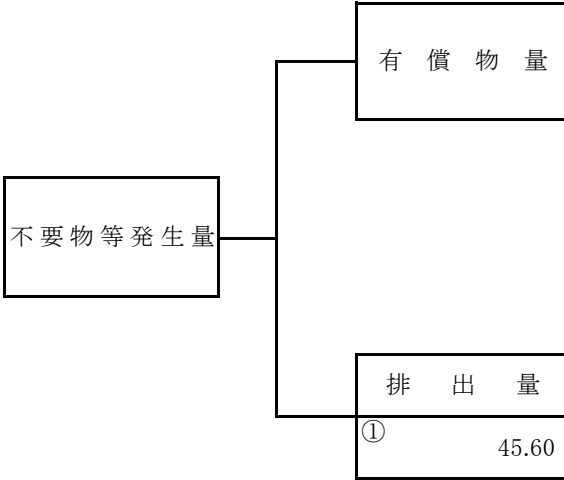 有償物量
不要物等発生量
排出量
①
45.60